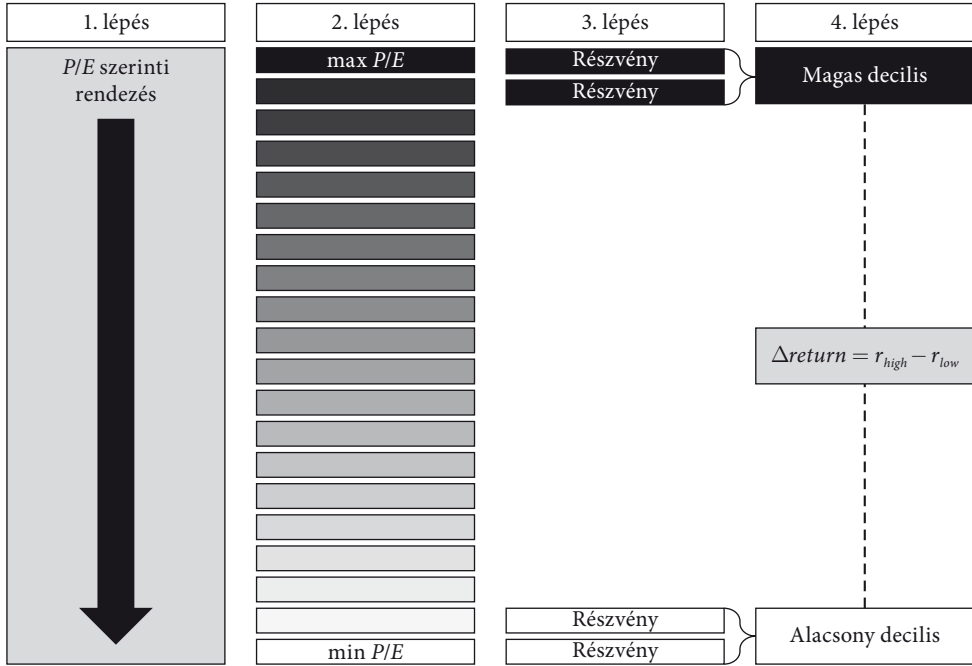 1. lépés
2. lépés
3. lépés
4. lépés
P/E szerinti
rendezés
max P/E
min P/E
Részvény
Részvény
Részvény
Részvény
Magas decilis
Δreturn = r_high − r_low
Alacsony decilis